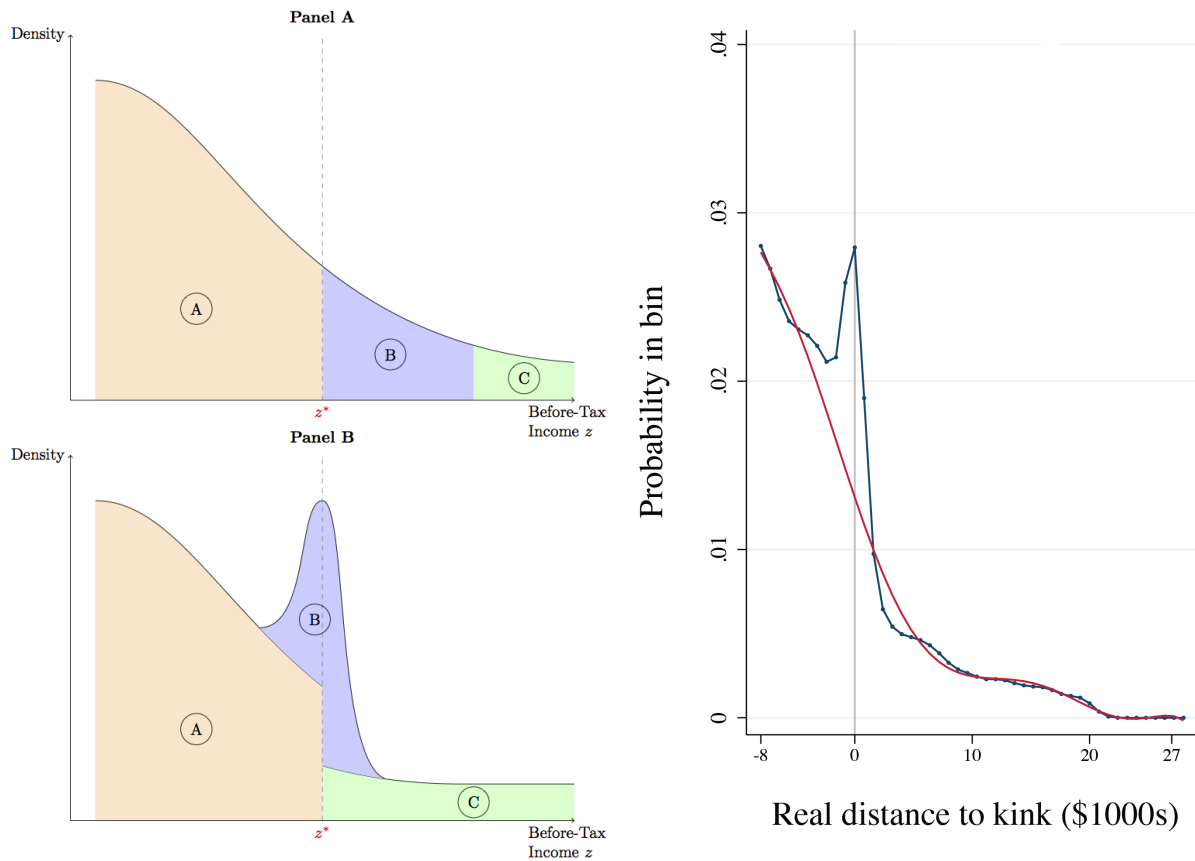 Panel A
Density
A
B
C
z*
Before-Tax
Income z
Panel B
Density
B
A
C
z*
Before-Tax
Income z
.04
.03
.02
.01
0
Probability in bin
-8
0
10
20
27
Real distance to kink ($1000s)